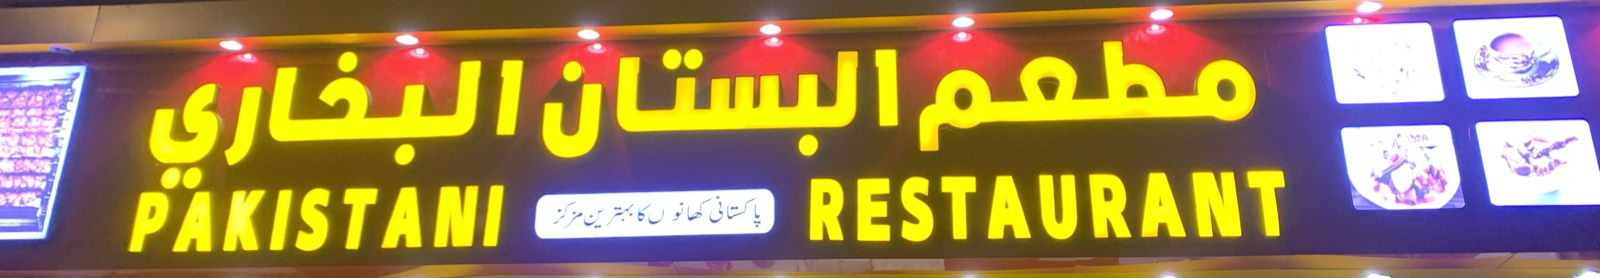 مطعم البستان البخاري
PAKISTANI RESTAURANT
پاکستانی کھانوں کا بہترین مرکز